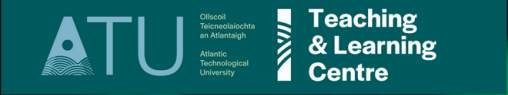 ATU
Ollscoil
Teicneolaíochta
an Atlantaigh
Atlantic
Technological
University
Teaching
& Learning
Centre